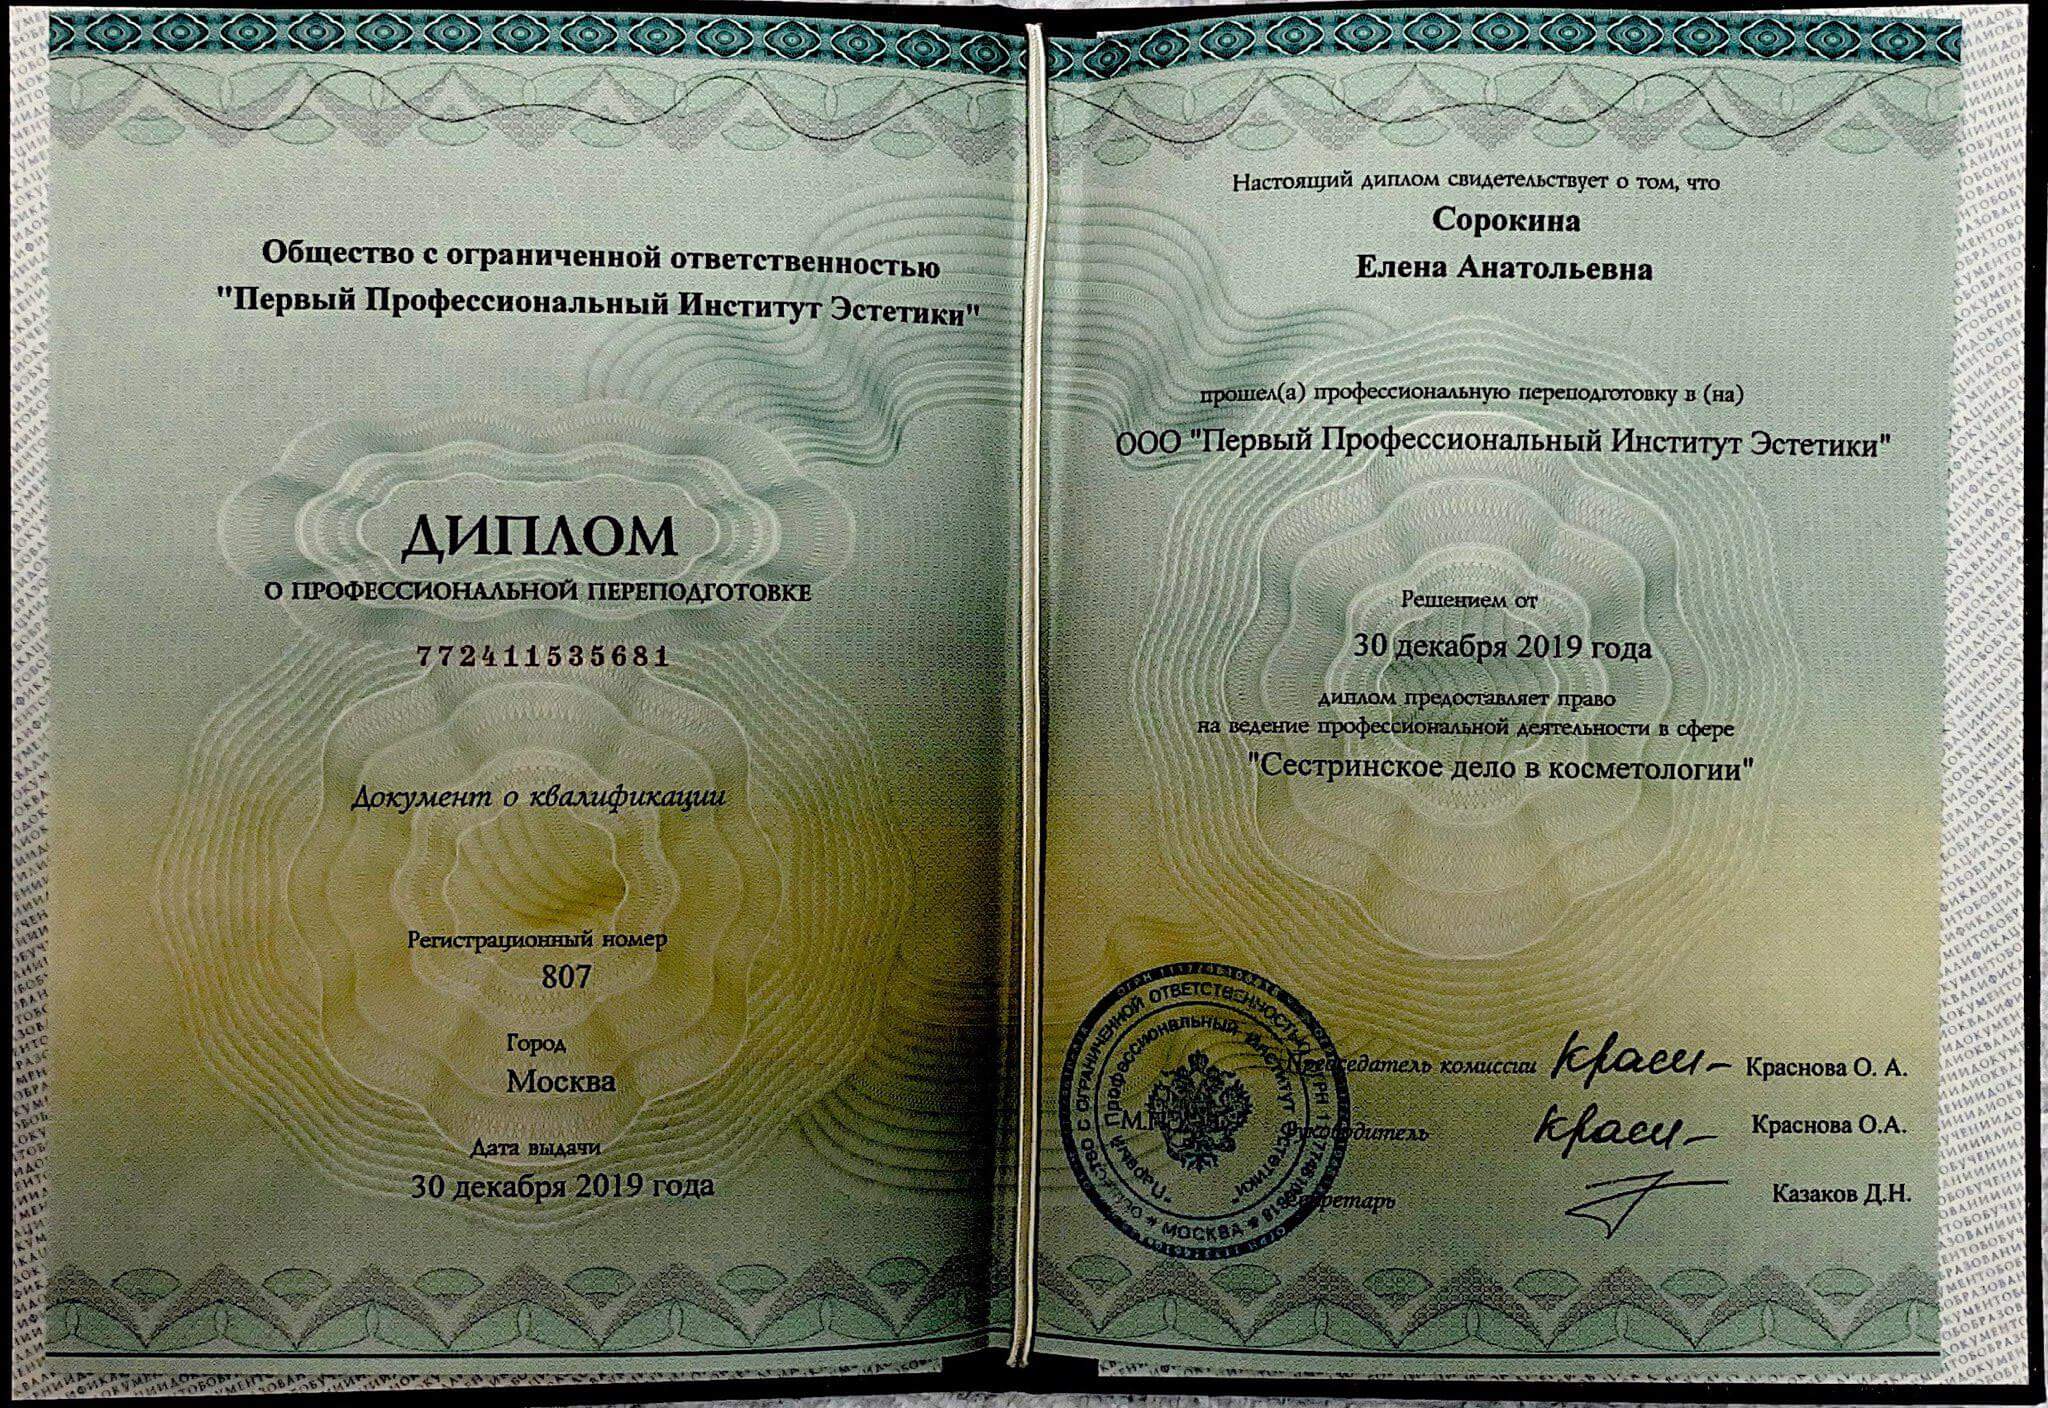 Общество с ограниченной ответственностью
"Первый Профессиональный Институт Эстетики"
ДИПЛОМ
О ПРОФЕССИОНАЛЬНОЙ ПЕРЕПОДГОТОВКЕ
772411535681
Документ о квалификации
Регистрационный номер
807
Город
Москва
Дата выдачи
30 декабря 2019 года
Настоящий диплом свидетельствует о том, что
Сорокина
Елена Анатольевна
прошел(а) профессиональную переподготовку в (на)
ООО "Первый Профессиональный Институт Эстетики"
Решением от
30 декабря 2019 года
диплом предоставляет право
на ведение профессиональной деятельности в сфере
"Сестринское дело в косметологии"
Председатель комиссии Красн Краснова О. А.
М.П. Руководитель Красн Краснова О.А.
Секретарь Казаков Д.Н.
ОБЩЕСТВО С ОГРАНИЧЕННОЙ ОТВЕТСТВЕННОСТЬЮ
"Первый Профессиональный Институт Эстетики"
* МОСКВА *